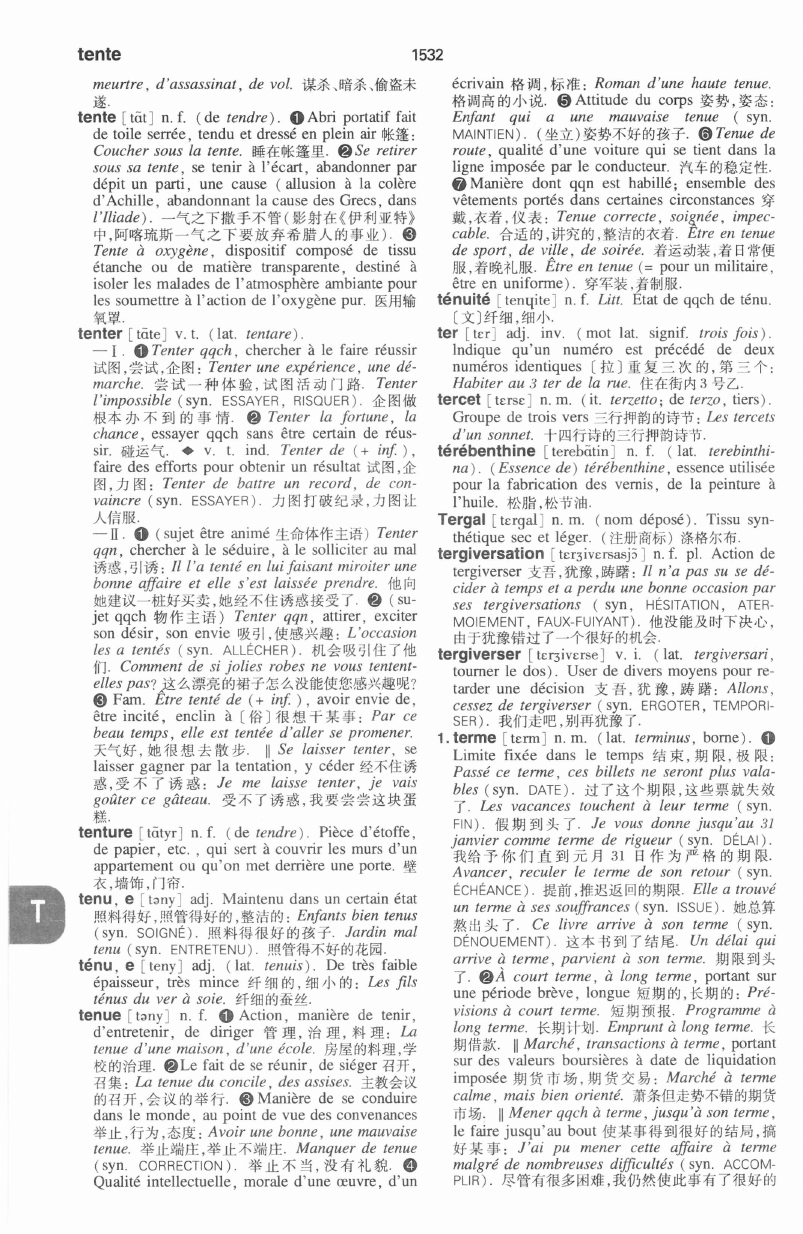 tente
1532
meurtre, d'assassinat, de vol. 谋杀、暗杀、偷盗未
遂.
tente [tɑ̃t] n. f. (de tendre). ❶Abri portatif fait
de toile serrée, tendu et dressé en plein air 帐篷:
Coucher sous la tente. 睡在帐篷里. ❷Se retirer
sous sa tente, se tenir à l'écart, abandonner par
dépit un parti, une cause (allusion à la colère
d'Achille, abandonnant la cause des Grecs, dans
l'Iliade). 一气之下撒手不管(影射在《伊利亚特》
中,阿喀琉斯一气之下要放弃希腊人的事业). ❸
Tente à oxygène, dispositif composé de tissu
étanche ou de matière transparente, destiné à
isoler les malades de l'atmosphère ambiante pour
les soumettre à l'action de l'oxygène pur. 医用输
氧罩.
tenter [tɑ̃te] v. t. (lat. tentare).
—Ⅰ. ❶Tenter qqch, chercher à le faire réussir
试图,尝试,企图: Tenter une expérience, une dé-
marche. 尝试一种体验,试图活动门路. Tenter
l'impossible (syn. ESSAYER, RISQUER). 企图做
根本办不到的事情. ❷ Tenter la fortune, la
chance, essayer qqch sans être certain de réus-
sir. 碰运气. ◆ v. t. ind. Tenter de (+ inf.),
faire des efforts pour obtenir un résultat 试图,企
图,力图: Tenter de battre un record, de con-
vaincre (syn. ESSAYER). 力图打破纪录,力图让
人信服.
—Ⅱ. ❶ (sujet être animé 生命体作主语) Tenter
qqn, chercher à le séduire, à le solliciter au mal
诱惑,引诱: Il l'a tenté en lui faisant miroiter une
bonne affaire et elle s'est laissée prendre. 他向
她建议一桩好买卖,她经不住诱惑接受了. ❷ (su-
jet qqch 物作主语) Tenter qqn, attirer, exciter
son désir, son envie 吸引,使感兴趣: L'occasion
les a tentés (syn. ALLÉCHER). 机会吸引住了他
们. Comment de si jolies robes ne vous tentent-
elles pas? 这么漂亮的裙子怎么没能使您感兴趣呢?
❸ Fam. Être tenté de (+ inf.), avoir envie de,
être incité, enclin à [俗]很想干某事: Par ce
beau temps, elle est tentée d'aller se promener.
天气好,她很想去散步. ‖ Se laisser tenter, se
laisser gagner par la tentation, y céder 经不住诱
惑,受不了诱惑: Je me laisse tenter, je vais
goûter ce gâteau. 受不了诱惑,我要尝尝这块蛋
糕.
tenture [tɑ̃tyr] n. f. (de tendre). Pièce d'étoffe,
de papier, etc. , qui sert à couvrir les murs d'un
appartement ou qu'on met derrière une porte. 壁
衣,墙饰,门帘.
tenu, e [təny] adj. Maintenu dans un certain état
照料得好,照管得好的,整洁的: Enfants bien tenus
(syn. SOIGNÉ). 照料得很好的孩子. Jardin mal
tenu (syn. ENTRETENU). 照管得不好的花园.
ténu, e [teny] adj. (lat. tenuis). De très faible
épaisseur, très mince 纤细的,细小的: Les fils
ténus du ver à soie. 纤细的蚕丝.
tenue [təny] n. f. ❶ Action, manière de tenir,
d'entretenir, de diriger 管理,治理,料理: La
tenue d'une maison, d'une école. 房屋的料理,学
校的治理. ❷Le fait de se réunir, de siéger 召开,
召集: La tenue du concile, des assises. 主教会议
的召开,会议的举行. ❸ Manière de se conduire
dans le monde, au point de vue des convenances
举止,行为,态度: Avoir une bonne, une mauvaise
tenue. 举止端庄,举止不端庄. Manquer de tenue
(syn. CORRECTION). 举止不当,没有礼貌. ❹
Qualité intellectuelle, morale d'une œuvre, d'un
écrivain 格调,标准: Roman d'une haute tenue.
格调高的小说. ❺ Attitude du corps 姿势,姿态:
Enfant qui a une mauvaise tenue (syn.
MAINTIEN). (坐立)姿势不好的孩子. ❻Tenue de
route, qualité d'une voiture qui se tient dans la
ligne imposée par le conducteur. 汽车的稳定性.
❼Manière dont qqn est habillé; ensemble des
vêtements portés dans certaines circonstances 穿
戴,衣着,仪表: Tenue correcte, soignée, impec-
cable. 合适的,讲究的,整洁的衣着. Être en tenue
de sport, de ville, de soirée. 着运动装,着日常便
服,着晚礼服. Être en tenue (= pour un militaire,
être en uniforme). 穿军装,着制服.
ténuité [tenɥite] n. f. Litt. État de qqch de ténu.
〔文〕纤细,细小.
ter [tɛr] adj. inv. (mot lat. signif. trois fois).
Indique qu'un numéro est précédé de deux
numéros identiques 〔拉〕重复三次的,第三个:
Habiter au 3 ter de la rue. 住在街内3号乙.
tercet [tɛrsɛ] n. m. (it. terzetto; de terzo, tiers).
Groupe de trois vers 三行押韵的诗节: Les tercets
d'un sonnet. 十四行诗的三行押韵诗节.
térébenthine [terebɑ̃tin] n. f. (lat. terebinthi-
na). (Essence de) térébenthine, essence utilisée
pour la fabrication des vernis, de la peinture à
l'huile. 松脂,松节油.
Tergal [tɛrgal] n. m. (nom déposé). Tissu syn-
thétique sec et léger. (注册商标) 涤格尔布.
tergiversation [tɛrʒivɛrsasjɔ̃] n. f. pl. Action de
tergiverser 支吾,犹豫,踌躇: Il n'a pas su se dé-
cider à temps et a perdu une bonne occasion par
ses tergiversations (syn, HÉSITATION, ATER-
MOIEMENT, FAUX-FUIYANT). 他没能及时下决心,
由于犹豫错过了一个很好的机会.
tergiverser [tɛrʒivɛrse] v. i. (lat. tergiversari,
tourner le dos). User de divers moyens pour re-
tarder une décision 支吾,犹豫,踌躇: Allons,
cessez de tergiverser (syn. ERGOTER, TEMPORI-
SER). 我们走吧,别再犹豫了.
1. terme [tɛrm] n. m. (lat. terminus, borne). ❶
Limite fixée dans le temps 结束,期限,极限:
Passé ce terme, ces billets ne seront plus vala-
bles (syn. DATE). 过了这个期限,这些票就失效
了. Les vacances touchent à leur terme (syn.
FIN). 假期到头了. Je vous donne jusqu'au 31
janvier comme terme de rigueur (syn. DÉLAI).
我给予你们直到元月31日作为严格的期限.
Avancer, reculer le terme de son retour (syn.
ÉCHÉANCE). 提前,推迟返回的期限. Elle a trouvé
un terme à ses souffrances (syn. ISSUE). 她总算
熬出头了. Ce livre arrive à son terme (syn.
DÉNOUEMENT). 这本书到了结尾. Un délai qui
arrive à terme, parvient à son terme. 期限到头
了. ❷À court terme, à long terme, portant sur
une période brève, longue 短期的,长期的: Pré-
visions à court terme. 短期预报. Programme à
long terme. 长期计划. Emprunt à long terme. 长
期借款. ‖ Marché, transactions à terme, portant
sur des valeurs boursières à date de liquidation
imposée 期货市场,期货交易: Marché à terme
calme, mais bien orienté. 萧条但走势不错的期货
市场. ‖ Mener qqch à terme, jusqu'à son terme,
le faire jusqu'au bout 使某事得到很好的结局,搞
好某事: J'ai pu mener cette affaire à terme
malgré de nombreuses difficultés (syn. ACCOM-
PLIR). 尽管有很多困难,我仍然使此事有了很好的
T